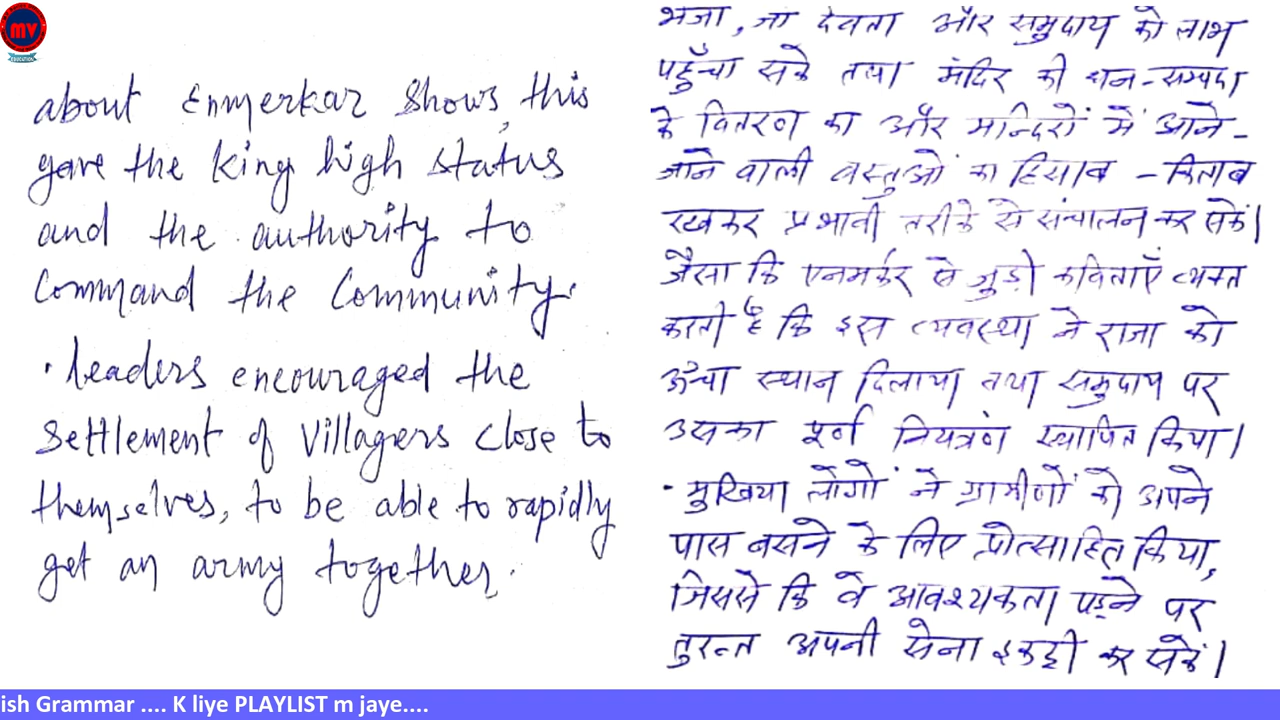 MV
EDUCATION
about Enmerkar shows, this
gave the king high status
and the authority to
Command the Community.
• leaders encouraged the
settlement of villagers close to
themselves, to be able to rapidly
get an army together.
भेजा, जो देवता और समुदाय को लाभ
पहुँचा सके तथा मंदिर की धन-सम्पदा
के वितरण का और मन्दिरों में आने-
जाने वाली वस्तुओं का हिसाब - किताब
रखकर प्रभावी तरीके से संचालन कर सकें।
जैसा कि एनमर्कर से जुड़ी कविताएँ व्यक्त
करती हैं कि इस व्यवस्था ने राजा को
ऊँचा स्थान दिलाया तथा समुदाय पर
उसका पूर्ण नियंत्रण स्थापित किया।
• मुखिया लोगों ने ग्रामीणों को अपने
पास बसने के लिए प्रोत्साहित किया,
जिससे कि वे आवश्यकता पड़ने पर
तुरन्त अपनी सेना इकट्ठी कर सकें।
ish Grammar .... K liye PLAYLIST m jaye....